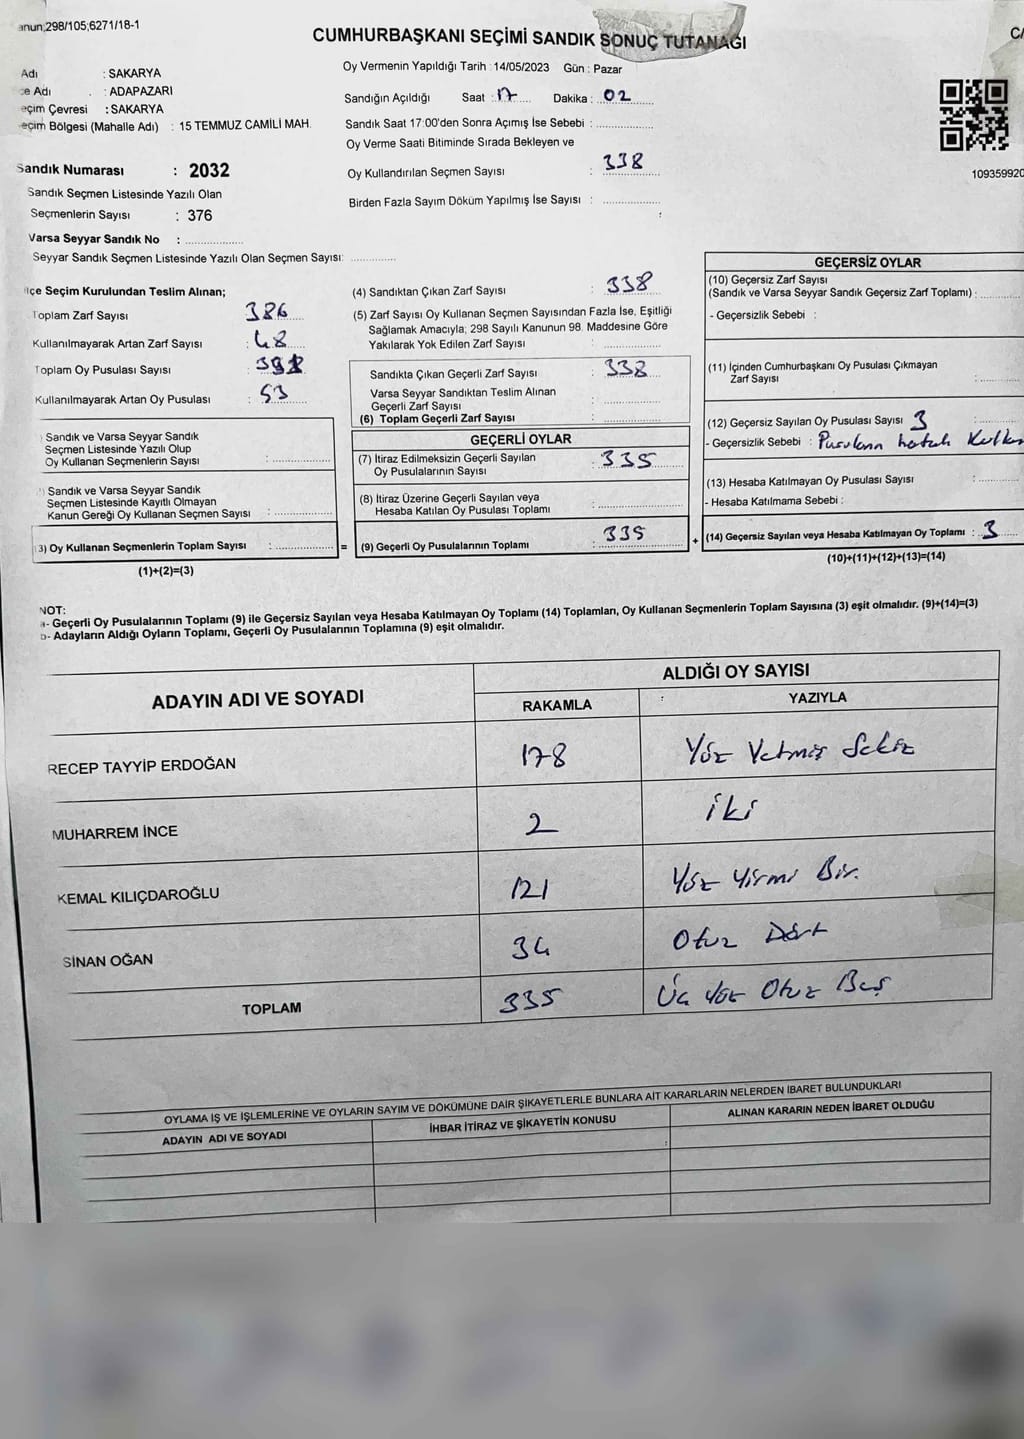 anun;298/105;6271/18-1
CUMHURBAŞKANI SEÇİMİ SANDIK SONUÇ TUTANAĞI
C/
Adı : SAKARYA
çe Adı : ADAPAZARI
eçim Çevresi : SAKARYA
eçim Bölgesi (Mahalle Adı) : 15 TEMMUZ CAMİLİ MAH.
Oy Vermenin Yapıldığı Tarih : 14/05/2023 Gün : Pazar
Sandığın Açıldığı Saat : 17 Dakika : 02
Sandık Saat 17:00'den Sonra Açımış İse Sebebi :
Oy Verme Saati Bitiminde Sırada Bekleyen ve
Oy Kullandırılan Seçmen Sayısı : 338
Birden Fazla Sayım Döküm Yapılmış İse Sayısı :
109359920
Sandık Numarası : 2032
Sandık Seçmen Listesinde Yazılı Olan
Seçmenlerin Sayısı : 376
Varsa Seyyar Sandık No :
Seyyar Sandık Seçmen Listesinde Yazılı Olan Seçmen Sayısı:
lçe Seçim Kurulundan Teslim Alınan;
Toplam Zarf Sayısı 386
Kullanılmayarak Artan Zarf Sayısı : 48
Toplam Oy Pusulası Sayısı :
Kullanılmayarak Artan Oy Pusulası : 53
) Sandık ve Varsa Seyyar Sandık
Seçmen Listesinde Yazılı Olup
Oy Kullanan Seçmenlerin Sayısı :
) Sandık ve Varsa Seyyar Sandık
Seçmen Listesinde Kayıtlı Olmayan
Kanun Gereği Oy Kullanan Seçmen Sayısı :
3) Oy Kullanan Seçmenlerin Toplam Sayısı : =
(1)+(2)=(3)
(4) Sandıktan Çıkan Zarf Sayısı : 338
(5) Zarf Sayısı Oy Kullanan Seçmen Sayısından Fazla İse, Eşitliği
Sağlamak Amacıyla; 298 Sayılı Kanunun 98. Maddesine Göre
Yakılarak Yok Edilen Zarf Sayısı :
Sandıkta Çıkan Geçerli Zarf Sayısı : 338
Varsa Seyyar Sandıktan Teslim Alınan
Geçerli Zarf Sayısı :
(6) Toplam Geçerli Zarf Sayısı :
GEÇERLİ OYLAR
(7) İtiraz Edilmeksizin Geçerli Sayılan
Oy Pusulalarının Sayısı : 335
(8) İtiraz Üzerine Geçerli Sayılan veya
Hesaba Katılan Oy Pusulası Toplamı :
(9) Geçerli Oy Pusulalarının Toplamı : 335 +
GEÇERSİZ OYLAR
(10) Geçersiz Zarf Sayısı
(Sandık ve Varsa Seyyar Sandık Geçersiz Zarf Toplamı) :
- Geçersizlik Sebebi :
(11) İçinden Cumhurbaşkanı Oy Pusulası Çıkmayan
Zarf Sayısı :
(12) Geçersiz Sayılan Oy Pusulası Sayısı 3
- Geçersizlik Sebebi : Pusulanın hatalı Kullan
(13) Hesaba Katılmayan Oy Pusulası Sayısı :
- Hesaba Katılmama Sebebi :
(14) Geçersiz Sayılan veya Hesaba Katılmayan Oy Toplamı : 3
(10)+(11)+(12)+(13)=(14)
NOT:
a- Geçerli Oy Pusulalarının Toplamı (9) ile Geçersiz Sayılan veya Hesaba Katılmayan Oy Toplamı (14) Toplamları, Oy Kullanan Seçmenlerin Toplam Sayısına (3) eşit olmalıdır. (9)+(14)=(3)
b- Adayların Aldığı Oyların Toplamı, Geçerli Oy Pusulalarının Toplamına (9) eşit olmalıdır.
ADAYIN ADI VE SOYADI
ALDIĞI OY SAYISI
RAKAMLA YAZIYLA
RECEP TAYYİP ERDOĞAN 178 Yüz Yetmiş Sekiz
MUHARREM İNCE 2 iki
KEMAL KILIÇDAROĞLU 121 Yüz Yirmi Bir.
SİNAN OĞAN 34 Otuz Dört
TOPLAM 335 Üç Yüz Otuz Beş
OYLAMA İŞ VE İŞLEMLERİNE VE OYLARIN SAYIM VE DÖKÜMÜNE DAİR ŞİKAYETLERLE BUNLARA AİT KARARLARIN NELERDEN İBARET BULUNDUKLARI
ADAYIN ADI VE SOYADI İHBAR İTİRAZ VE ŞİKAYETİN KONUSU ALINAN KARARIN NEDEN İBARET OLDUĞU